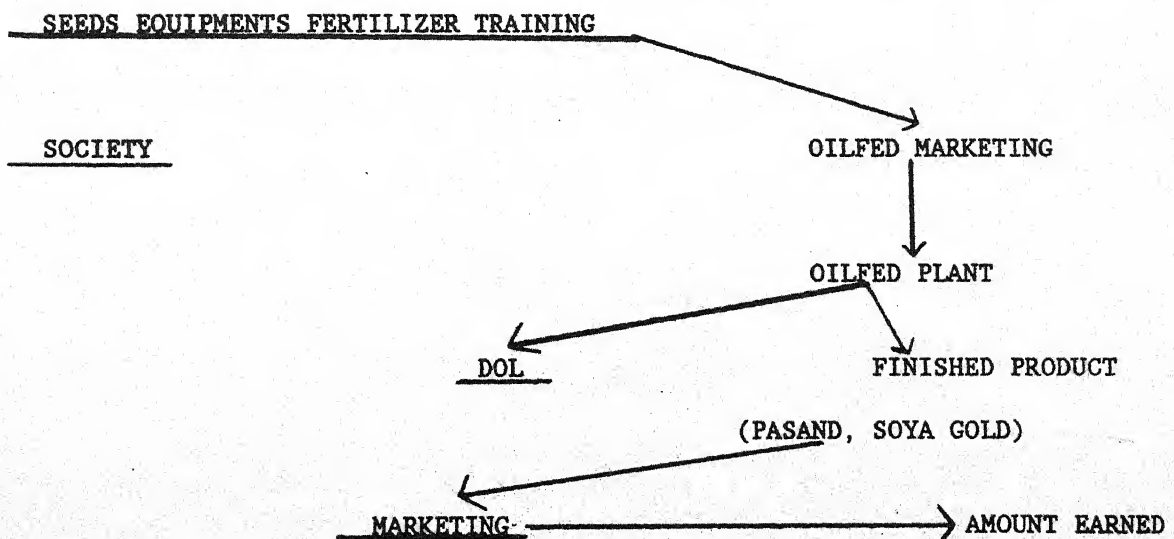 SEEDS EQUIPMENTS FERTILIZER TRAINING
SOCIETY
OILFED MARKETING
OILFED PLANT
DOL
FINISHED PRODUCT
(PASAND, SOYA GOLD)
MARKETING
AMOUNT EARNED